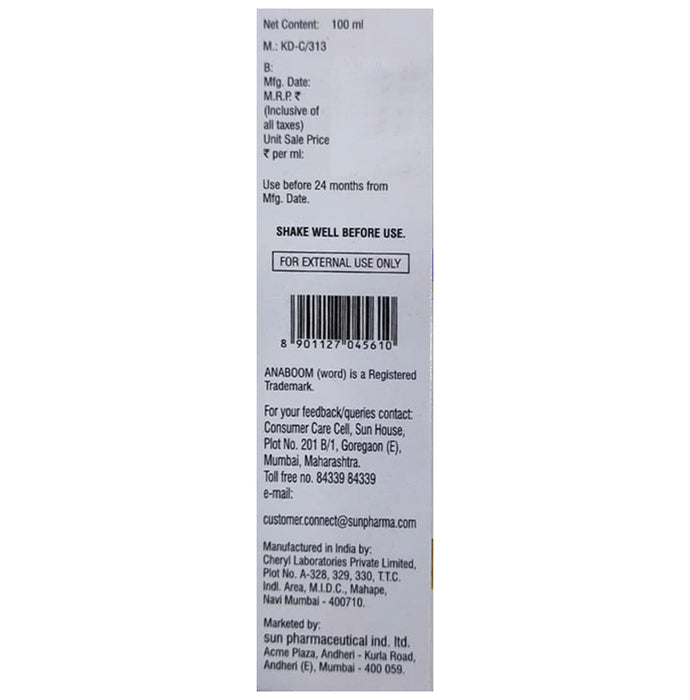 Net Content: 100 ml
M.: KD-C/313
B:
Mfg. Date:
M.R.P. ₹
(Inclusive of
all taxes)
Unit Sale Price
₹ per ml:
Use before 24 months from
Mfg. Date.
SHAKE WELL BEFORE USE.
FOR EXTERNAL USE ONLY
8 901127 045610
ANABOOM (word) is a Registered
Trademark.
For your feedback/queries contact:
Consumer Care Cell, Sun House,
Plot No. 201 B/1, Goregaon (E),
Mumbai, Maharashtra.
Toll free no. 84339 84339
e-mail:
customer.connect@sunpharma.com
Manufactured in India by:
Cheryl Laboratories Private Limited,
Plot No. A-328, 329, 330, T.T.C.
Indl. Area, M.I.D.C., Mahape,
Navi Mumbai - 400710.
Marketed by:
sun pharmaceutical ind. ltd.
Acme Plaza, Andheri - Kurla Road,
Andheri (E), Mumbai - 400 059.